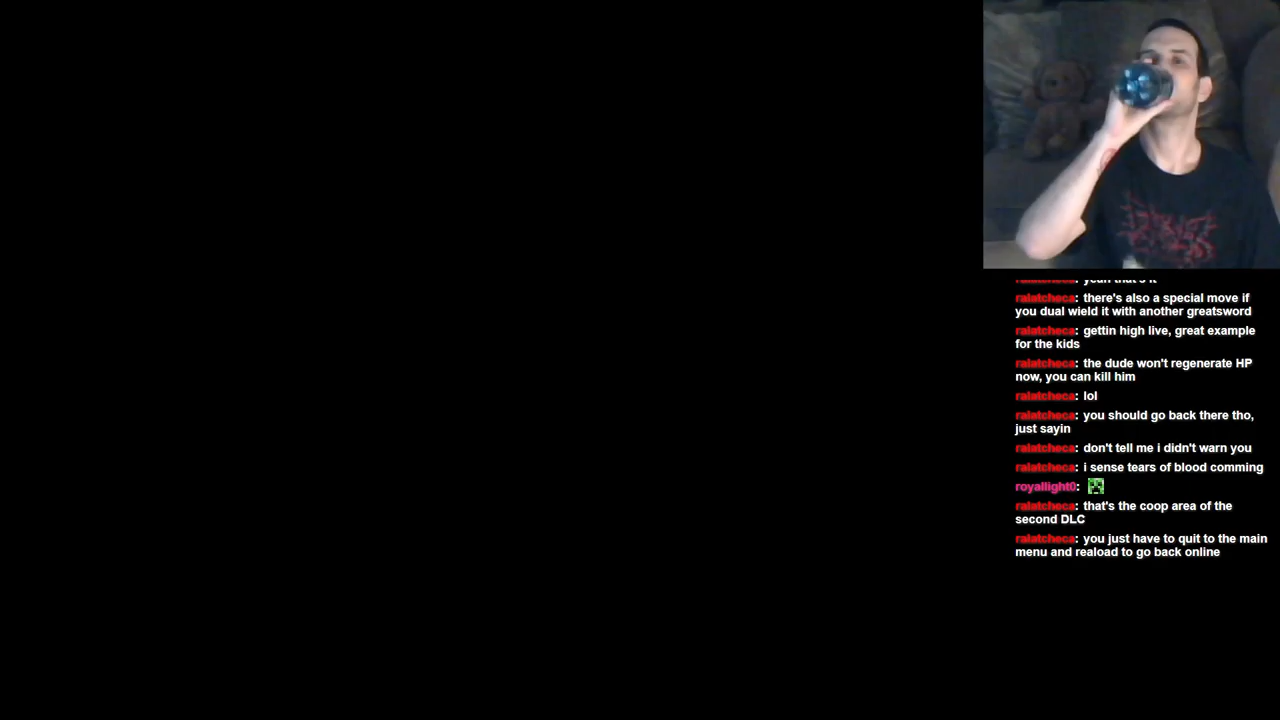 ralatcheca: yeah that's it
ralatcheca: there's also a special move if
you dual wield it with another greatsword
ralatcheca: gettin high live, great example
for the kids
ralatcheca: the dude won't regenerate HP
now, you can kill him
ralatcheca: lol
ralatcheca: you should go back there tho,
just sayin
ralatcheca: don't tell me i didn't warn you
ralatcheca: i sense tears of blood comming
royallight0:
ralatcheca: that's the coop area of the
second DLC
ralatcheca: you just have to quit to the main
menu and reaload to go back online